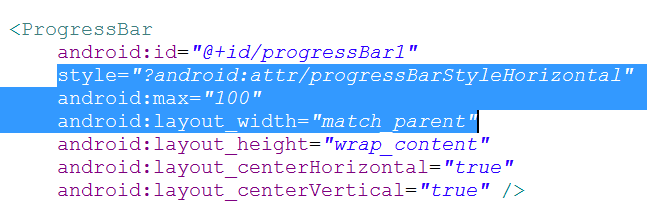 <ProgressBar
android:id="@+id/progressBar1"
style="?android:attr/progressBarStyleHorizontal"
android:max="100"
android:layout_width="match_parent"
android:layout_height="wrap_content"
android:layout_centerHorizontal="true"
android:layout_centerVertical="true" />